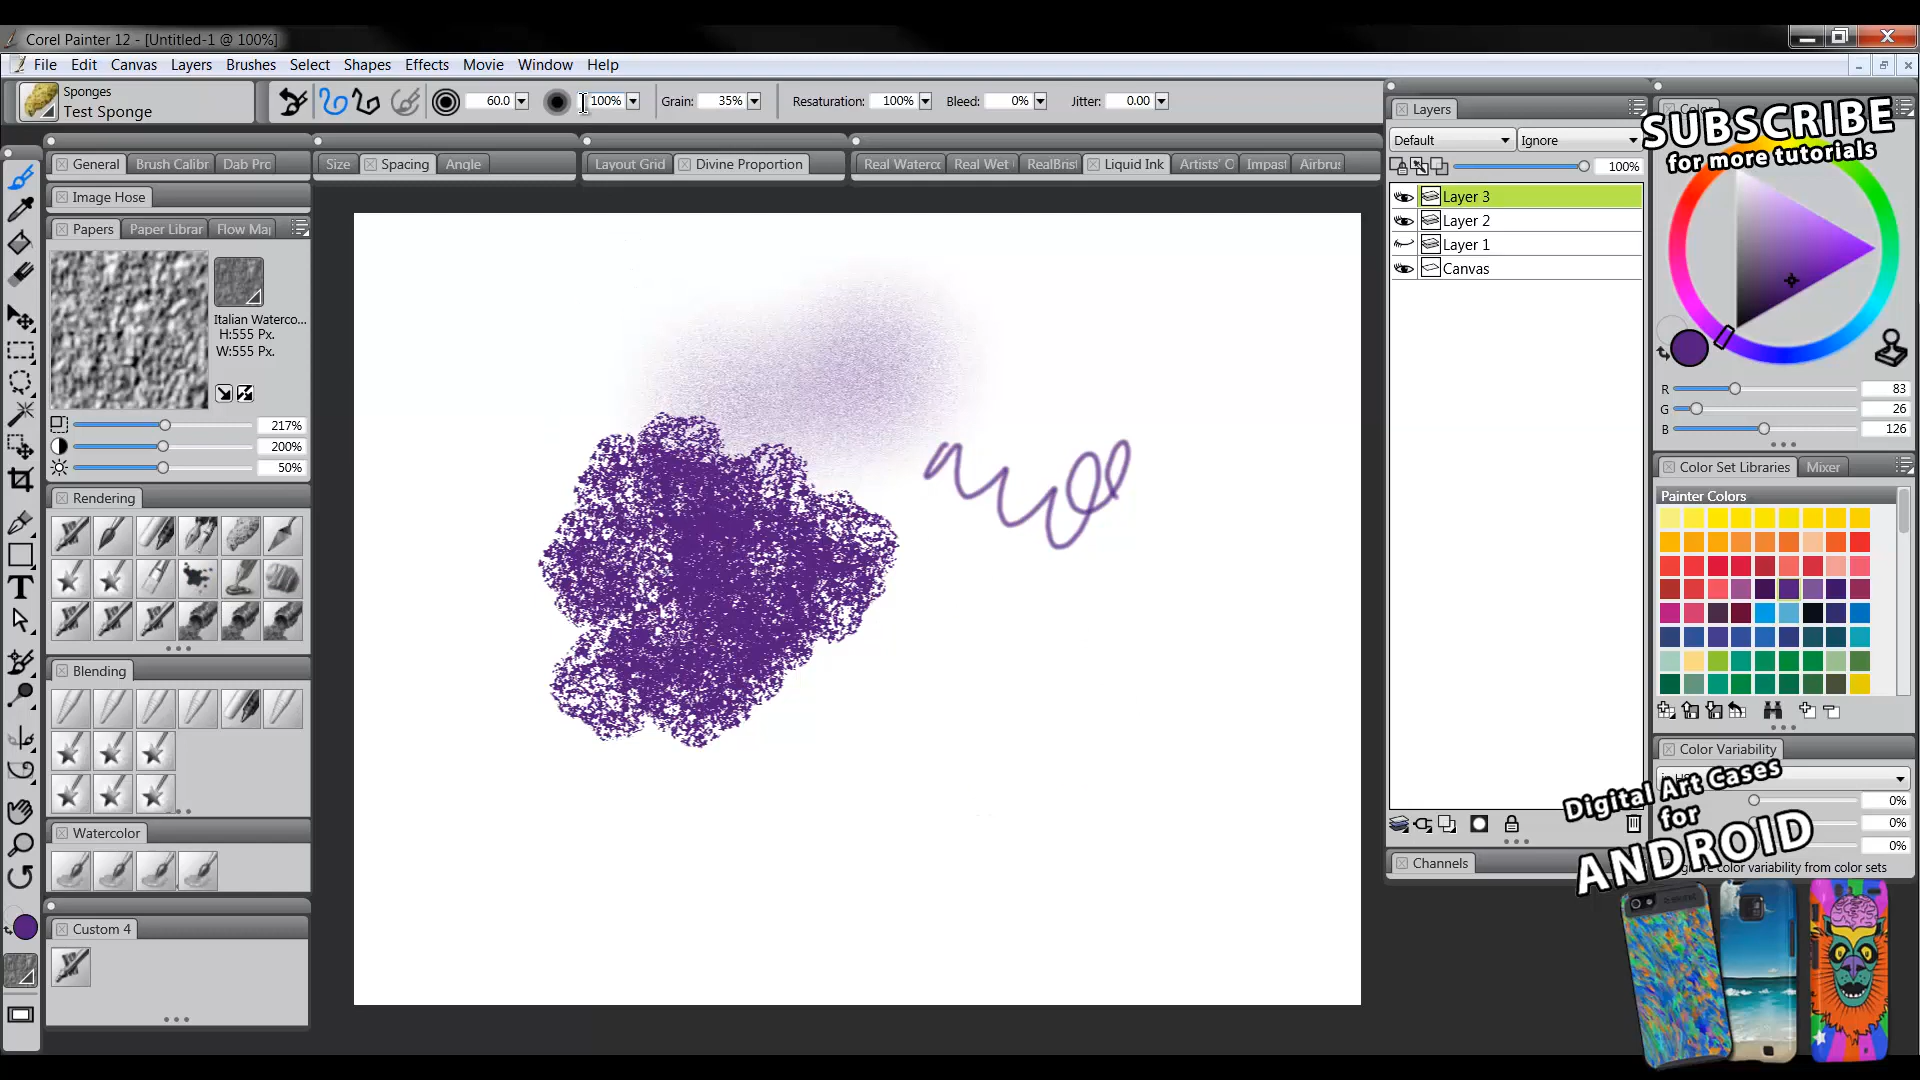 Corel Painter 12 - [Untitled-1 @ 100%]
File Edit Canvas Layers Brushes Select Shapes Effects Movie Window Help
Sponges
Test Sponge
60.0 100% Grain: 35% Resaturation: 100% Bleed: 0% Jitter: 0.00
General Brush Calibr Dab Pro Size Spacing Angle Layout Grid Divine Proportion Real Waterco Real Wet RealBrist Liquid Ink Artists' C Impast Airbrus
Image Hose
Papers Paper Librar Flow Map
Italian Waterco...
H:555 Px.
W:555 Px.
217%
200%
50%
Rendering
Blending
Watercolor
Custom 4
Layers
Default Ignore
100%
Layer 3
Layer 2
Layer 1
Canvas
Channels
SUBSCRIBE
for more tutorials
R 83
G 26
B 126
Color Set Libraries Mixer
Painter Colors
Color Variability
0%
0%
0%
color variability from color sets
Digital Art Cases
for
ANDROID